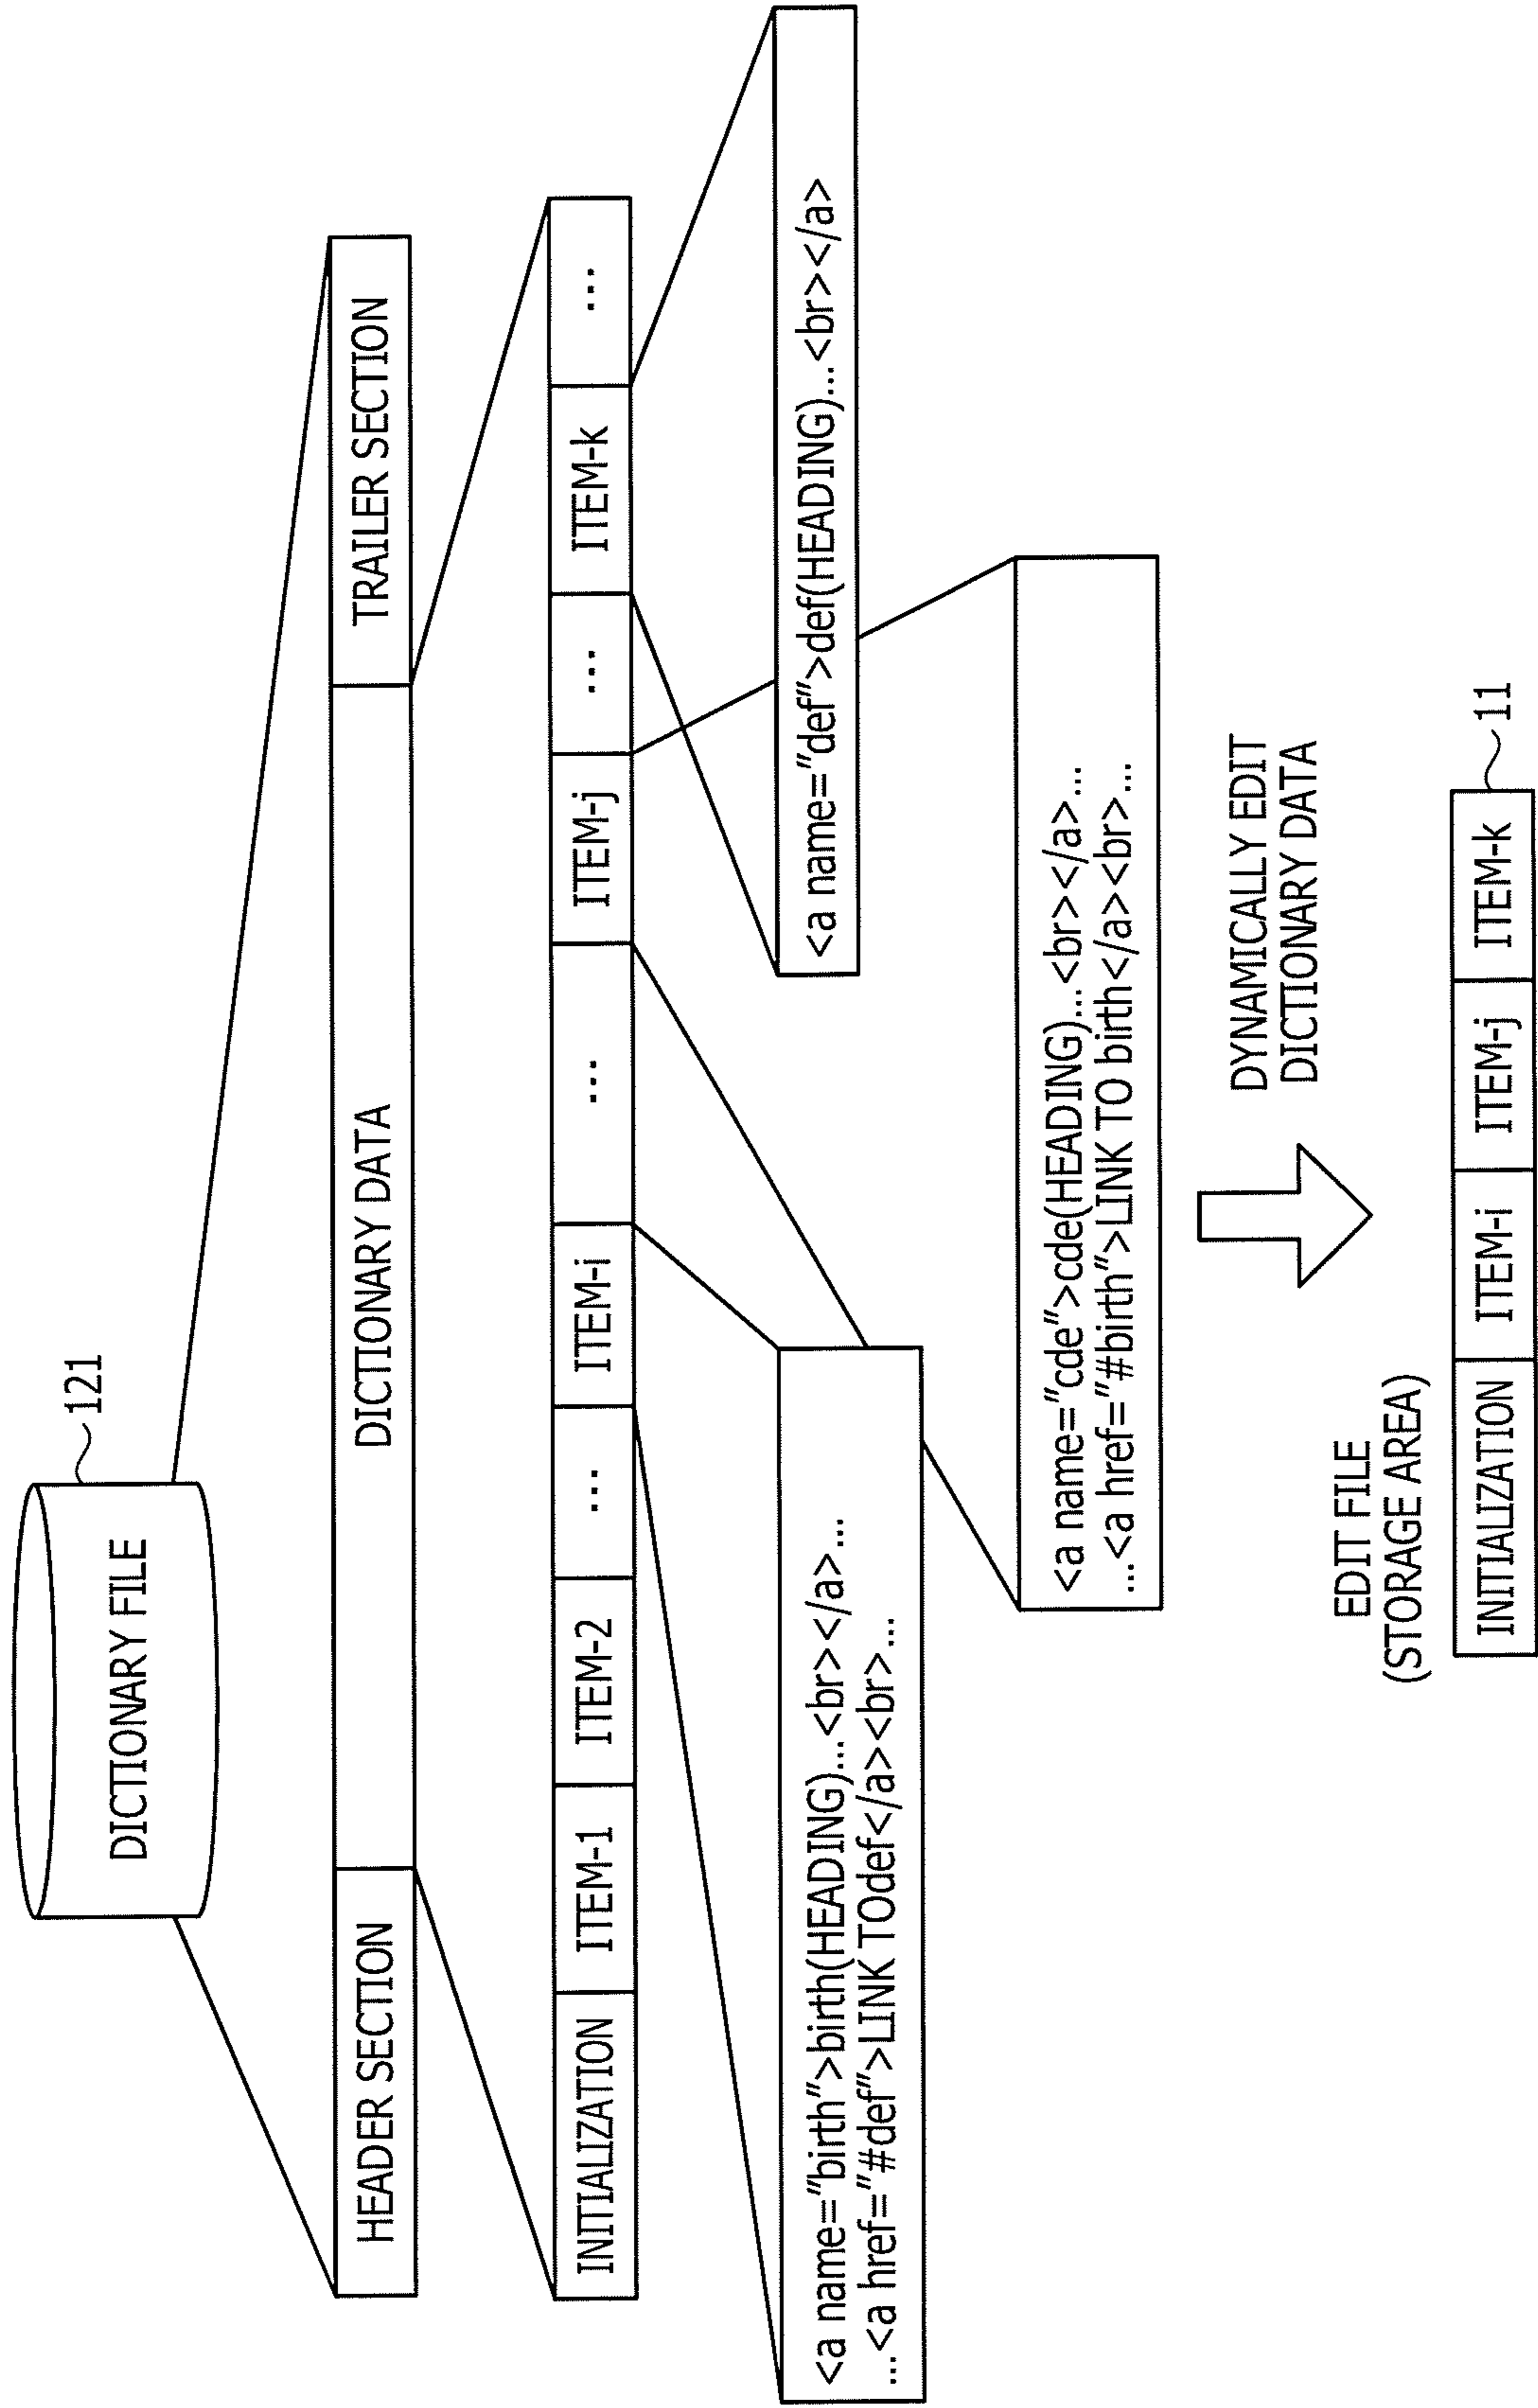 DICTIONARY FILE
121
HEADER SECTION
DICTIONARY DATA
TRAILER SECTION
INITIALIZATION
ITEM-1
ITEM-2
...
ITEM-i
...
ITEM-j
...
ITEM-k
...
<a name="birth">birth(HEADING)...<br></a>...
...<a href="#def">LINK TOdef</a><br>...
<a name="def">def(HEADING)...<br></a>
<a name="cde">cde(HEADING)...<br></a>...
...<a href="#birth">LINK TO birth</a><br>...
DYNAMICALLY EDIT
DICTIONARY DATA
EDIT FILE
(STORAGE AREA)
INITIALIZATION
ITEM-i
ITEM-j
ITEM-k
11